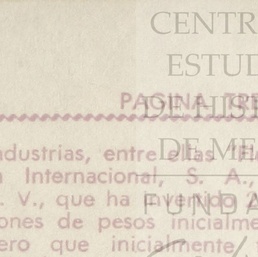 PAGINA TRE
ndustrias, entre ellas
Internacional, S. A.,
. V., que ha invertido
ones de pesos inicialme
ero que inicialmente
CENTR
ESTUD
DE HIS
DE ME
FUNDA